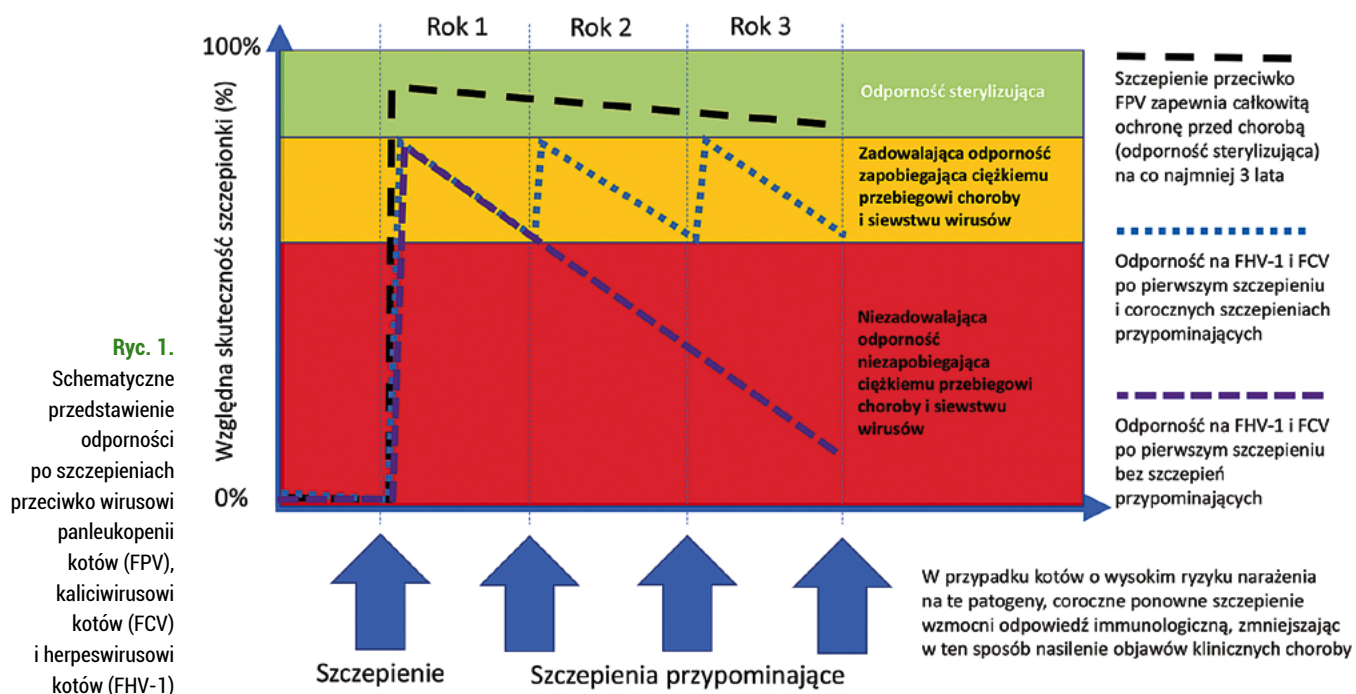 Rok 1
Rok 2
Rok 3
100%
0%
Względna skuteczność szczepionki (%)
Odporność sterylizująca
Zadowalająca odporność
zapobiegająca ciężkiemu
przebiegowi choroby
i siewstwu wirusów
Niezadowalająca
odporność
niezapobiegająca
ciężkiemu przebiegowi
choroby i siewstwu
wirusów
Szczepienie przeciwko
FPV zapewnia całkowitą
ochronę przed chorobą
(odporność sterylizująca)
na co najmniej 3 lata
Odporność na FHV-1 i FCV
po pierwszym szczepieniu
i corocznych szczepieniach
przypominających
Odporność na FHV-1 i FCV
po pierwszym szczepieniu
bez szczepień
przypominających
Szczepienie
Szczepienia przypominające
W przypadku kotów o wysokim ryzyku narażenia
na te patogeny, coroczne ponowne szczepienie
wzmocni odpowiedź immunologiczną, zmniejszając
w ten sposób nasilenie objawów klinicznych choroby
Ryc. 1.
Schematyczne
przedstawienie
odporności
po szczepieniach
przeciwko wirusowi
panleukopenii
kotów (FPV),
kaliciwirusowi
kotów (FCV)
i herpeswirusowi
kotów (FHV-1)